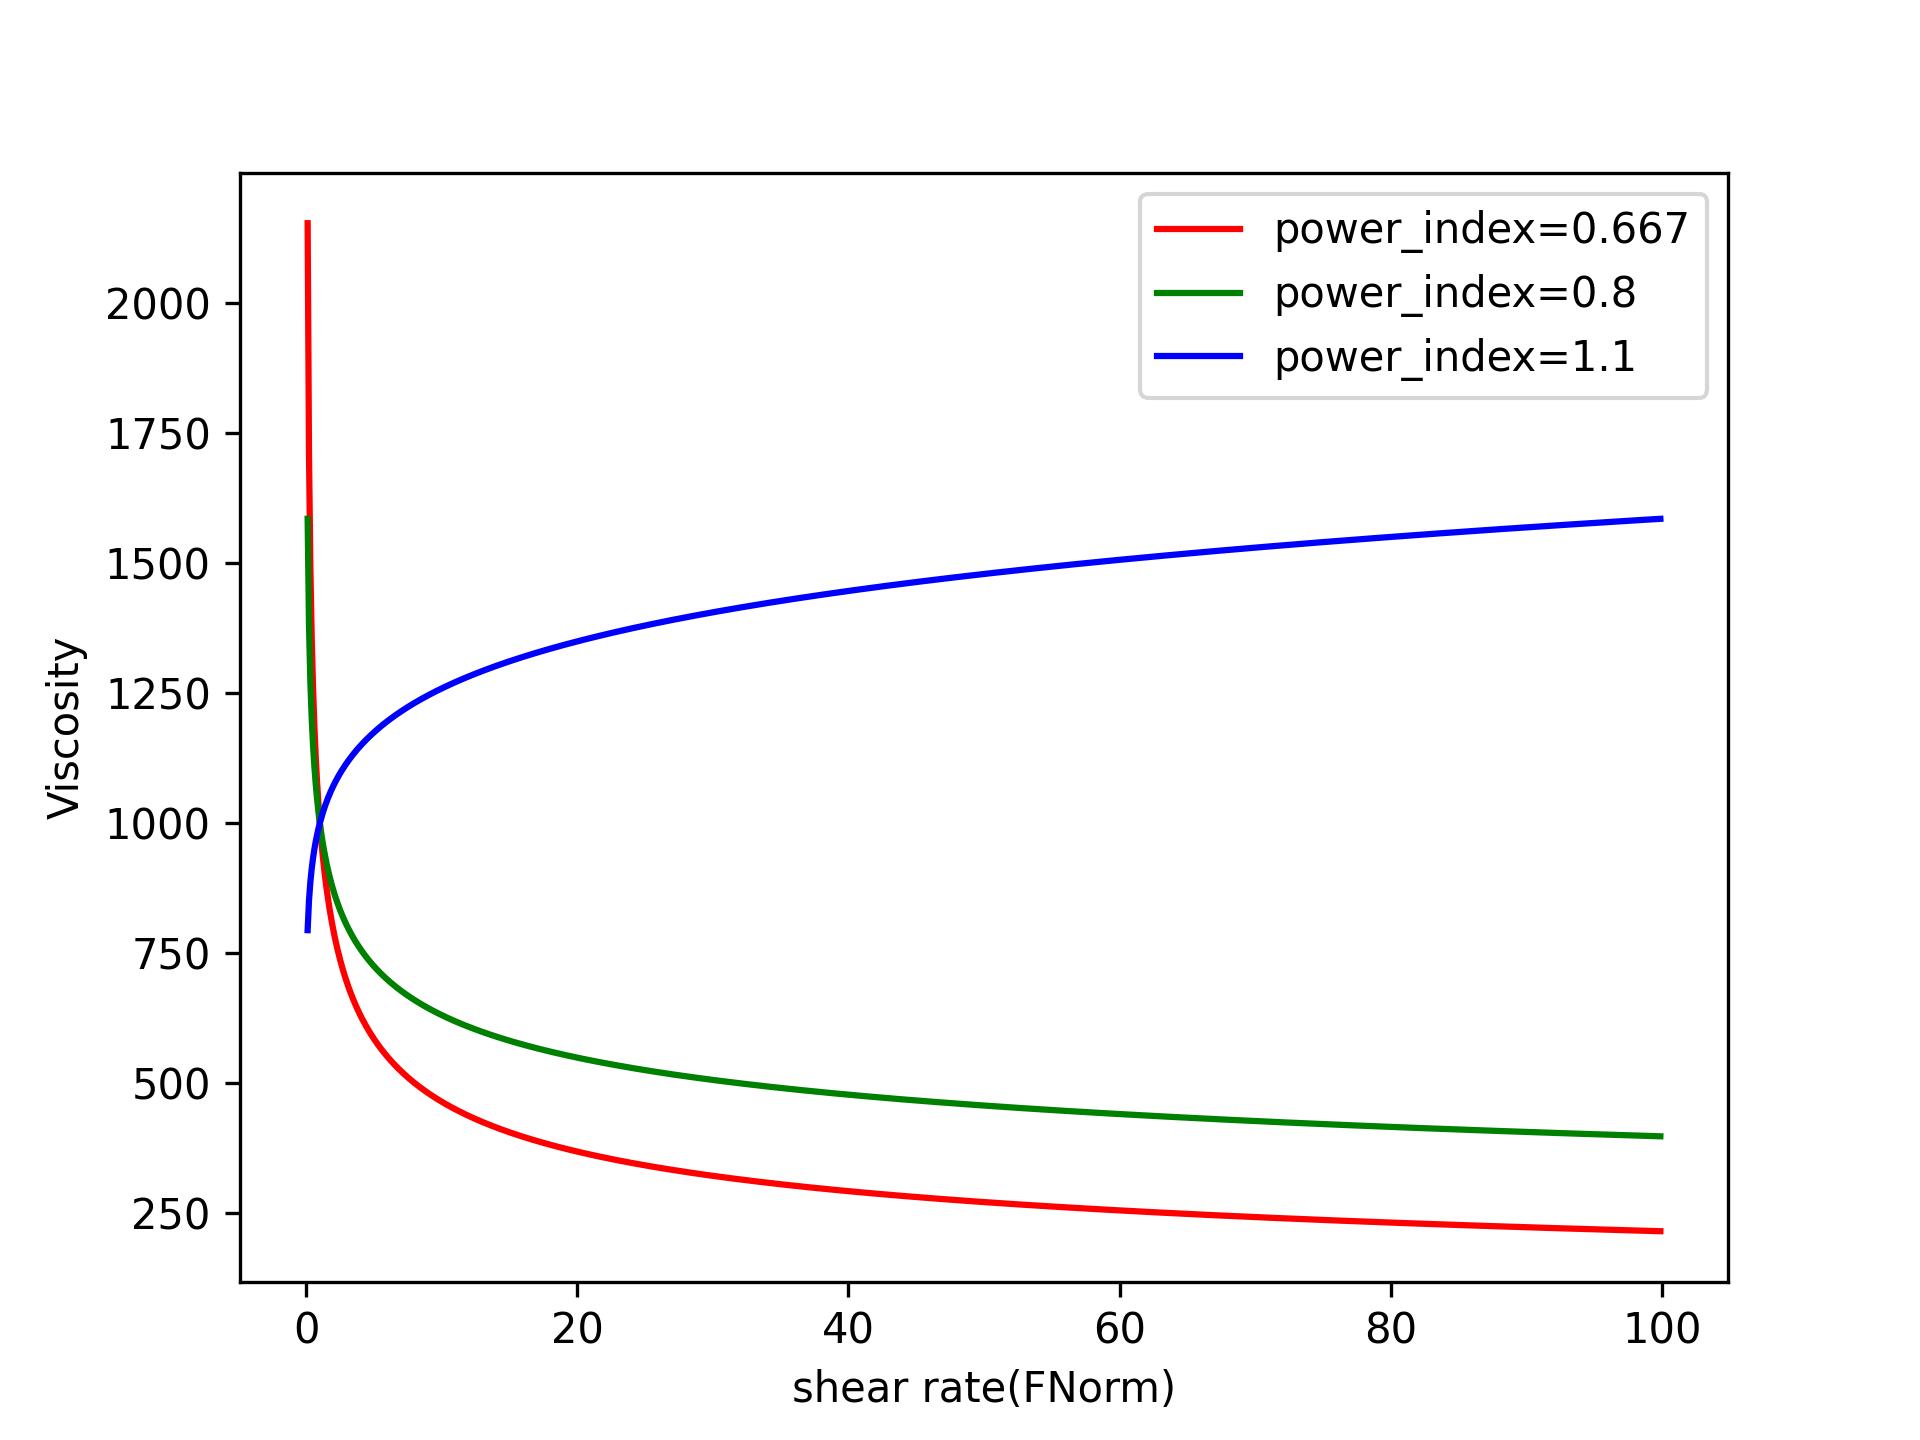 power_index=0.667
power_index=0.8
power_index=1.1
2000
1750
1500
1250
1000
750
500
250
Viscosity
0 20 40 60 80 100
shear rate(FNorm)